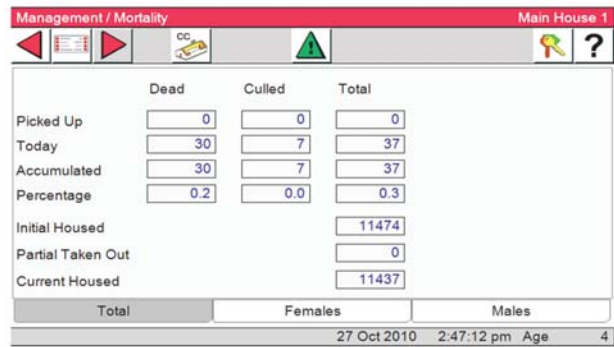 Management / Mortality Main House 1
CC
?
Dead Culled Total
Picked Up 0 0 0
Today 30 7 37
Accumulated 30 7 37
Percentage 0.2 0.0 0.3
Initial Housed 11474
Partial Taken Out 0
Current Housed 11437
Total Females Males
27 Oct 2010 2:47:12 pm Age 4